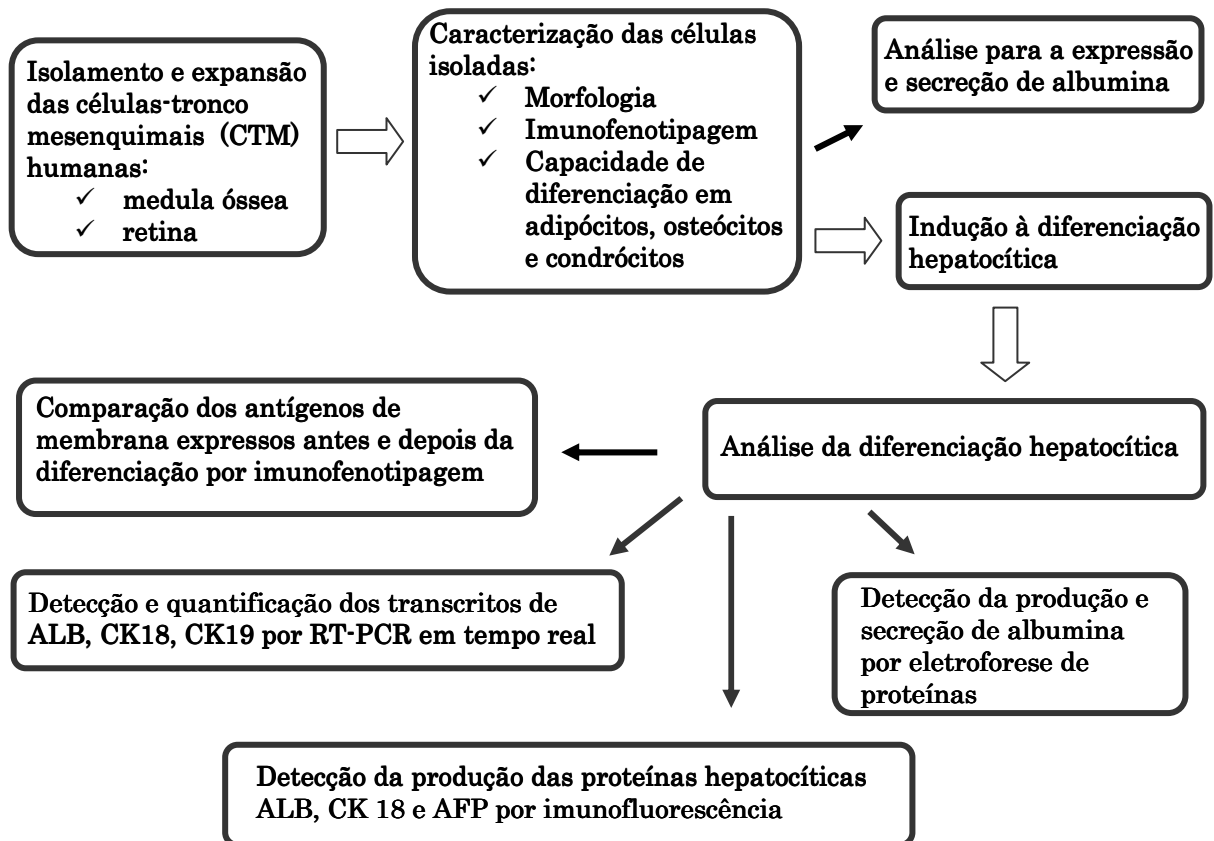 Isolamento e expansão
das células-tronco
mesenquimais (CTM)
humanas:
✓ medula óssea
✓ retina
Caracterização das células
isoladas:
✓ Morfologia
✓ Imunofenotipagem
✓ Capacidade de
diferenciação em
adipócitos, osteócitos
e condrócitos
Análise para a expressão
e secreção de albumina
Indução à diferenciação
hepatocítica
Análise da diferenciação hepatocítica
Comparação dos antígenos de
membrana expressos antes e depois da
diferenciação por imunofenotipagem
Detecção e quantificação dos transcritos de
ALB, CK18, CK19 por RT-PCR em tempo real
Detecção da produção e
secreção de albumina
por eletroforese de
proteínas
Detecção da produção das proteínas hepatocíticas
ALB, CK 18 e AFP por imunofluorescência